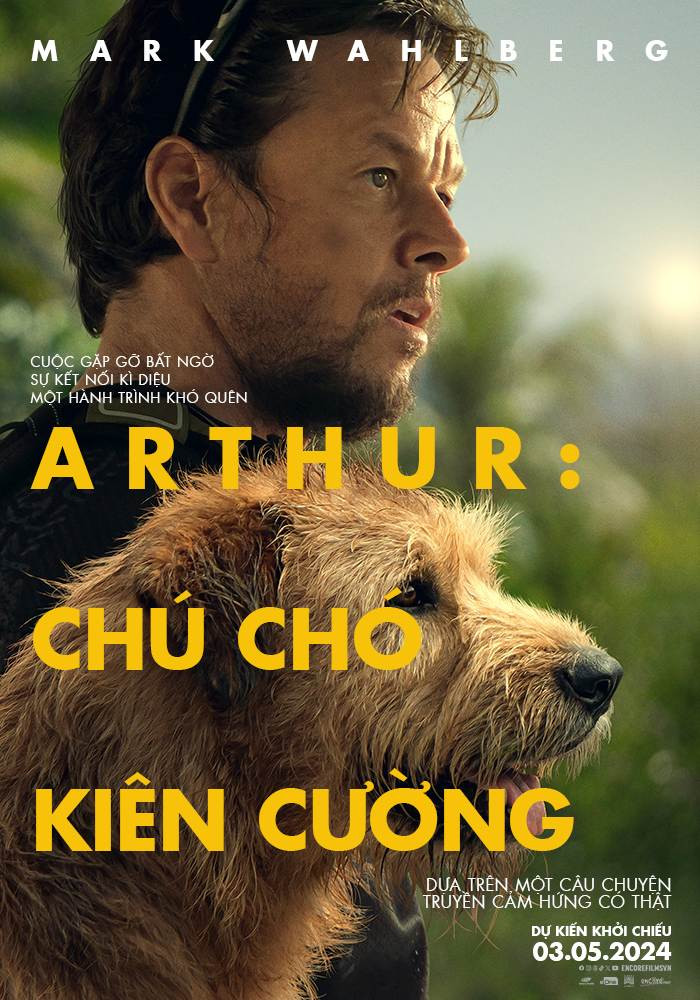 MARK WAHLBERG
CUỘC GẶP GỠ BẤT NGỜ
SỰ KẾT NỐI KÌ DIỆU
MỘT HÀNH TRÌNH KHÓ QUÊN
ARTHUR:
CHÚ CHÓ
KIÊN CƯỜNG
DỰA TRÊN MỘT CÂU CHUYỆN
TRUYỀN CẢM HỨNG CÓ THẬT
DỰ KIẾN KHỞI CHIẾU
03.05.2024
ENCOREFILMSVN